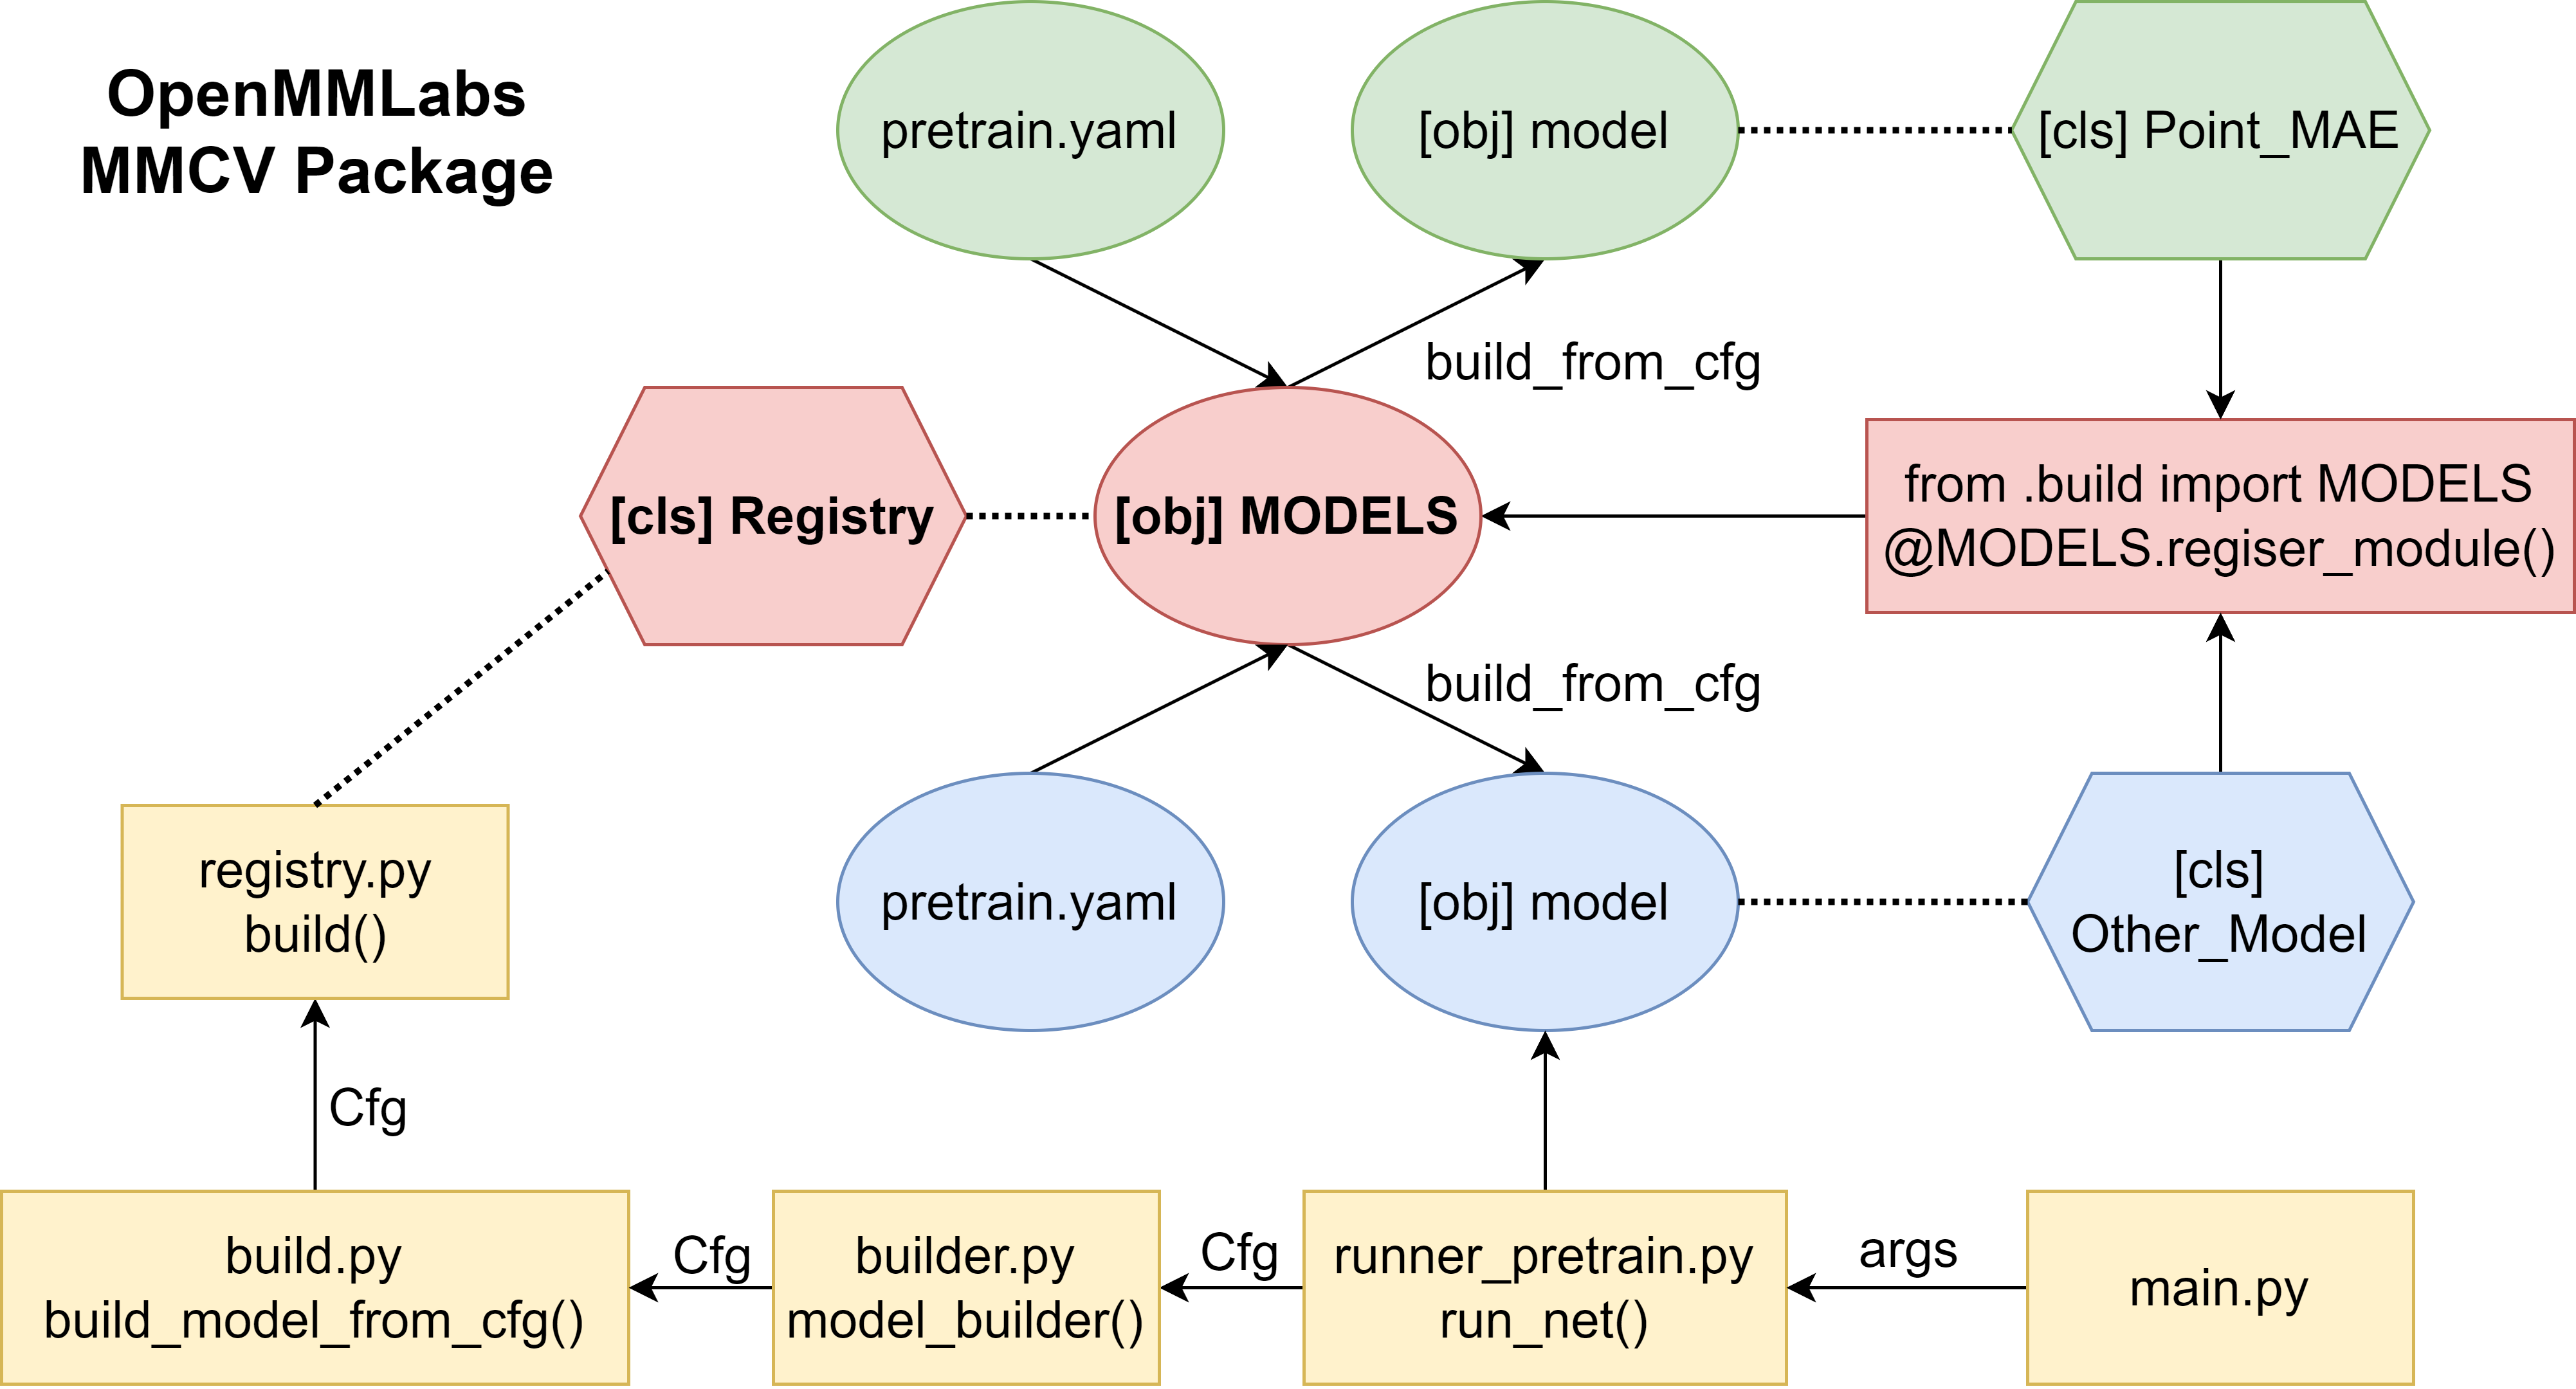 OpenMMLabs
MMCV Package
pretrain.yaml
[obj] model
[cls] Point_MAE
build_from_cfg
[cls] Registry
[obj] MODELS
from .build import MODELS
@MODELS.regiser_module()
build_from_cfg
registry.py
build()
pretrain.yaml
[obj] model
[cls]
Other_Model
Cfg
build.py
build_model_from_cfg()
Cfg
builder.py
model_builder()
Cfg
runner_pretrain.py
run_net()
args
main.py